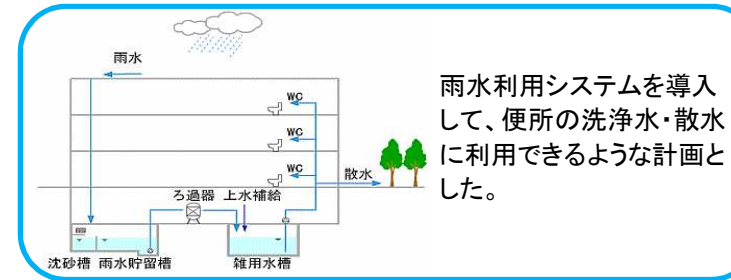 雨水
WC
WC
WC
散水
ろ過器 上水補給
沈砂槽 雨水貯留槽 雑用水槽
雨水利用システムを導入
して、便所の洗浄水・散水
に利用できるような計画と
した。